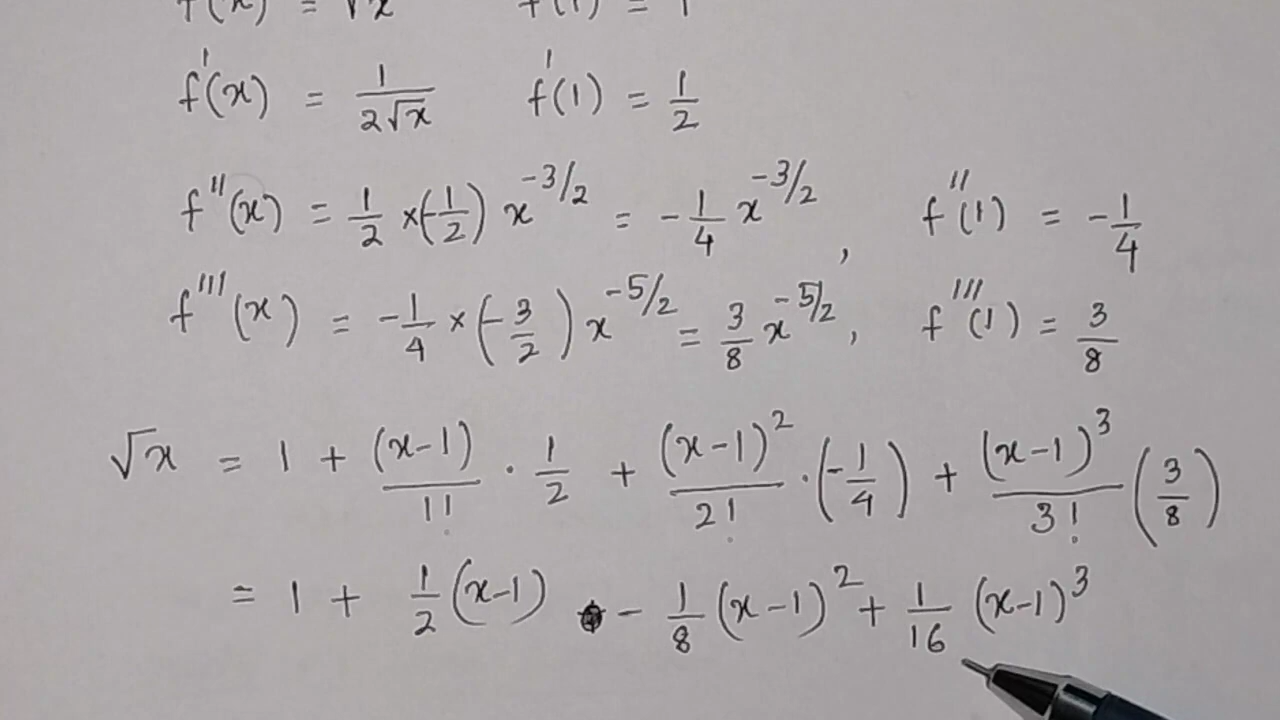 f(x) = √x f(1) = 1
f'(x) = 1/(2√x) f'(1) = 1/2
f''(x) = 1/2 × (-1/2) x^(-3/2) = -1/4 x^(-3/2) , f''(1) = -1/4
f'''(x) = -1/4 × (-3/2) x^(-5/2) = 3/8 x^(-5/2) , f'''(1) = 3/8
√x = 1 + (x-1)/1! · 1/2 + (x-1)²/2! · (-1/4) + (x-1)³/3! (3/8)
= 1 + 1/2 (x-1) - 1/8 (x-1)² + 1/16 (x-1)³